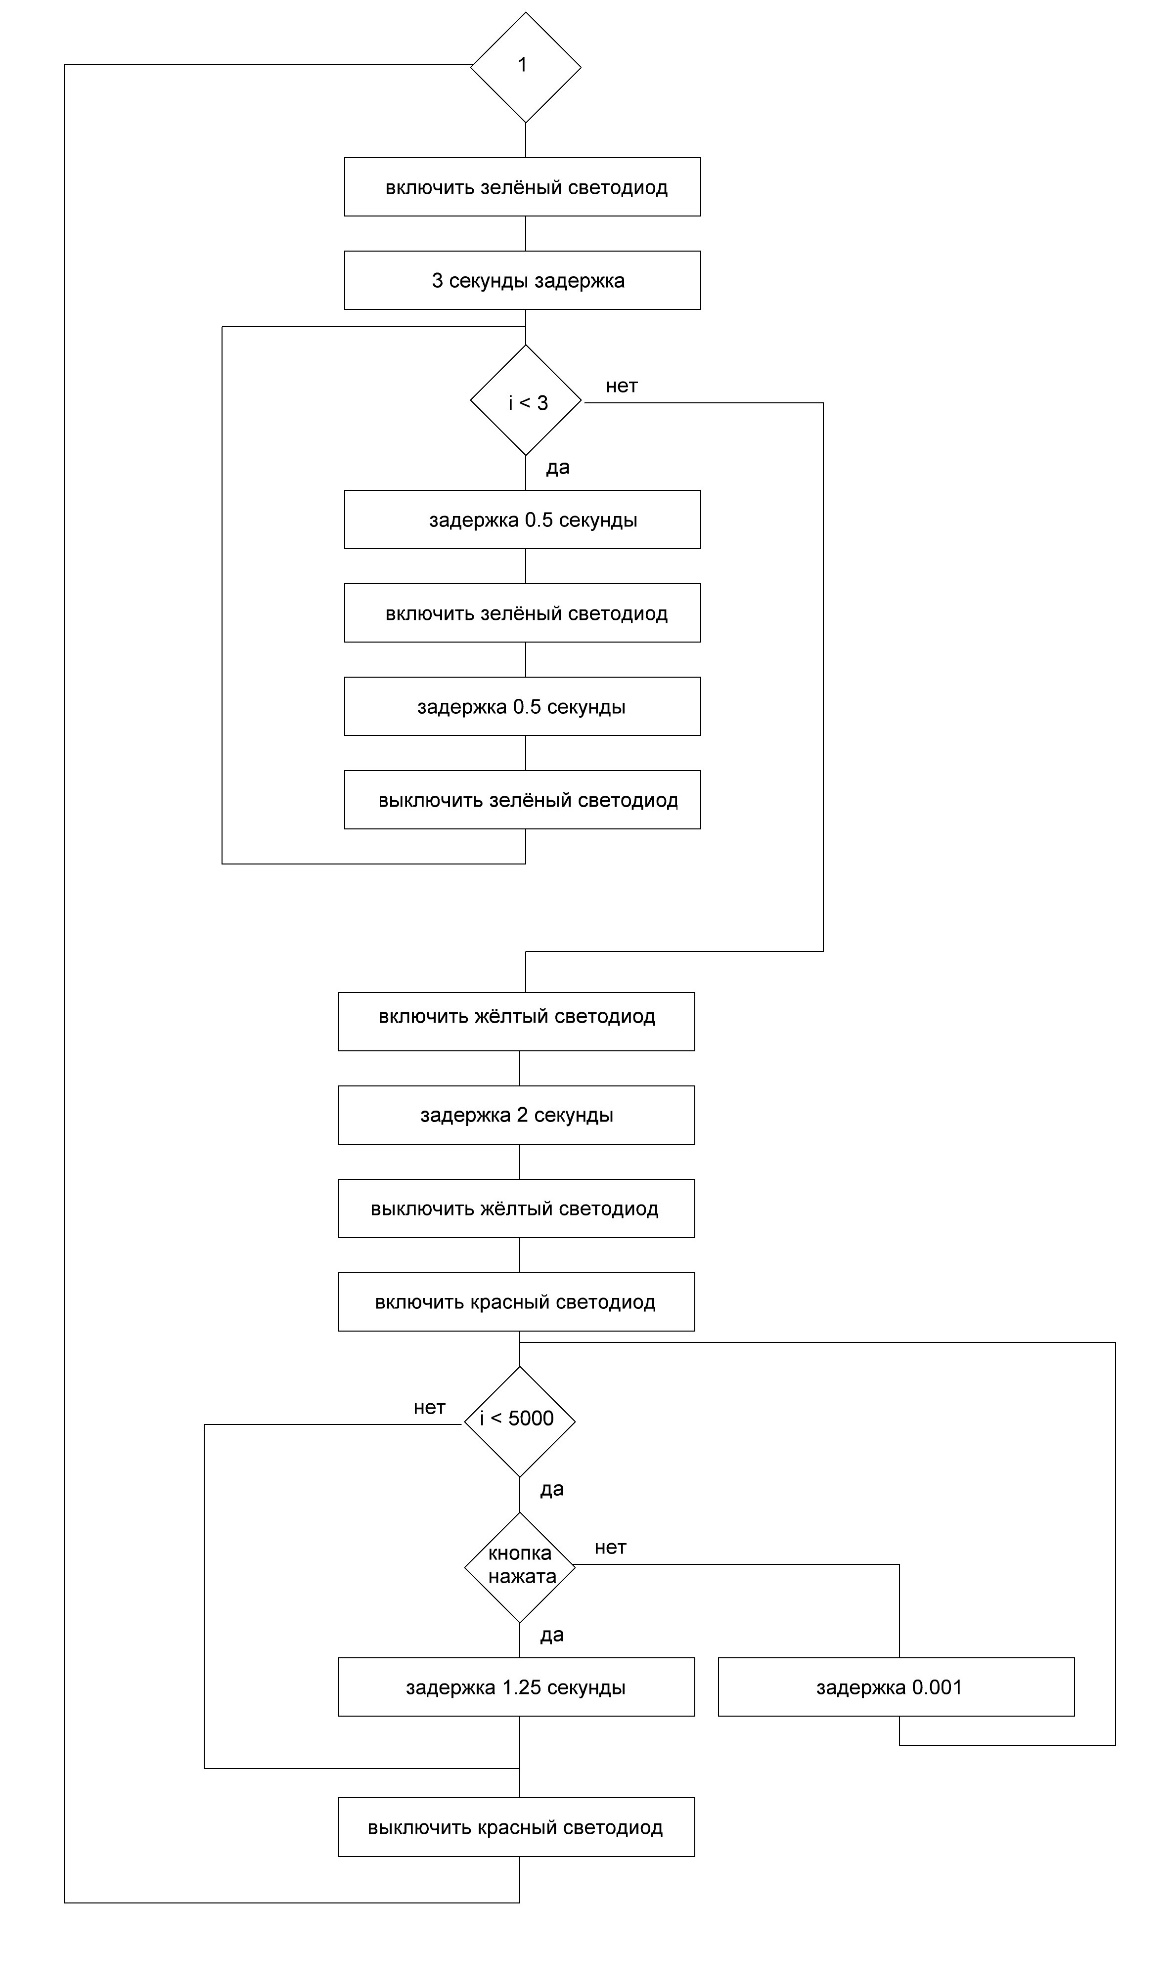 1
включить зелёный светодиод
3 секунды задержка
нет
i < 3
да
задержка 0.5 секунды
включить зелёный светодиод
задержка 0.5 секунды
выключить зелёный светодиод
включить жёлтый светодиод
задержка 2 секунды
выключить жёлтый светодиод
включить красный светодиод
нет
i < 5000
да
нет
кнопка
нажата
да
задержка 1.25 секунды
задержка 0.001
выключить красный светодиод